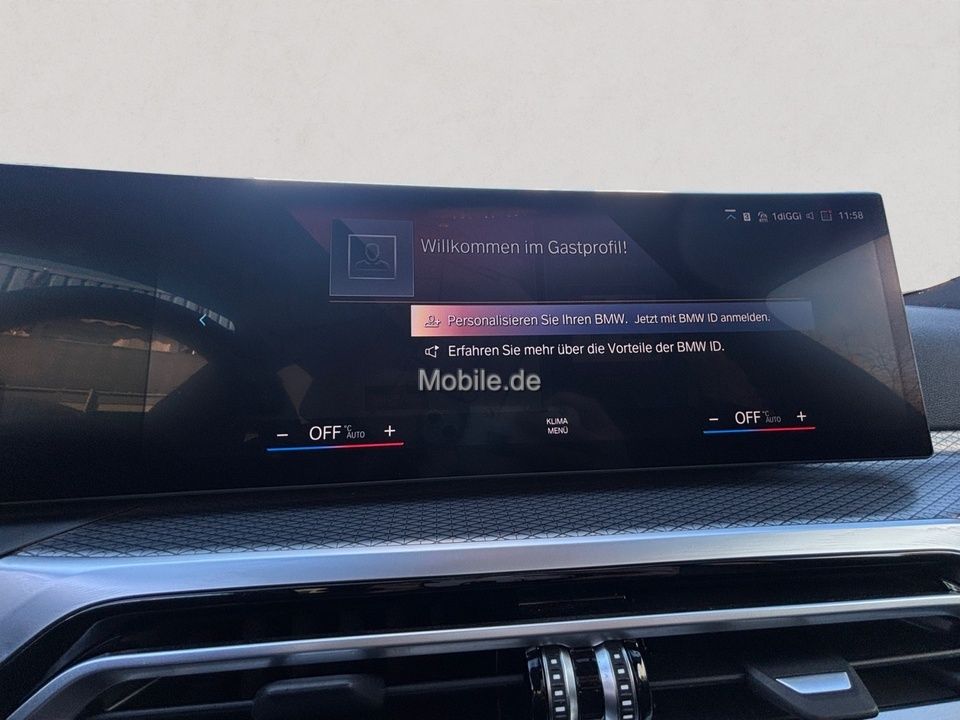 3 1diGGi 11:58
Willkommen im Gastprofil!
Personalisieren Sie Ihren BMW. Jetzt mit BMW ID anmelden.
Erfahren Sie mehr über die Vorteile der BMW ID.
Mobile.de
− OFF °C AUTO +
KLIMA
MENÜ
− OFF °C AUTO +